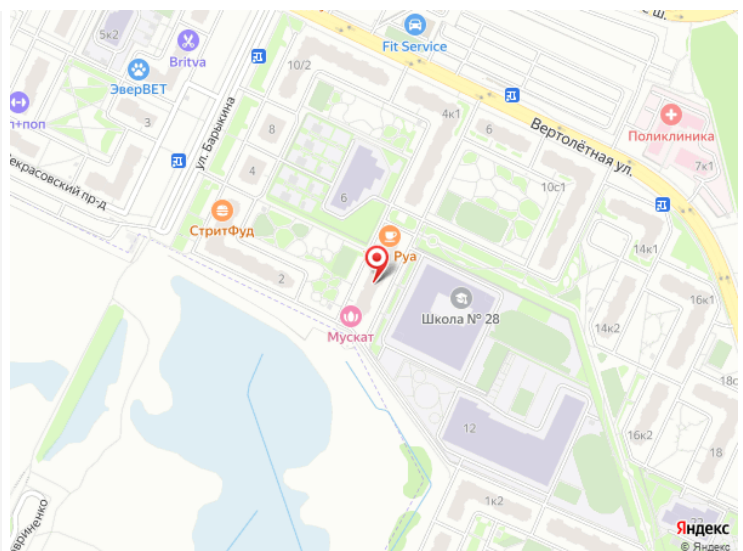 5к2
Britva
Fit Service
ЭверВЕТ
10/2
п+поп
3
ул. Барыкина
8
4к1
6
Вертолётная ул.
Поликлиника
7к1
4
екрасовский пр-д
6
10с1
СтритФуд
Руа
14к1
2
16к1
Школа № 28
14к2
Мускат
18с
12
16к2
18
1к2
вриненко
Яндекс
© Яндекс